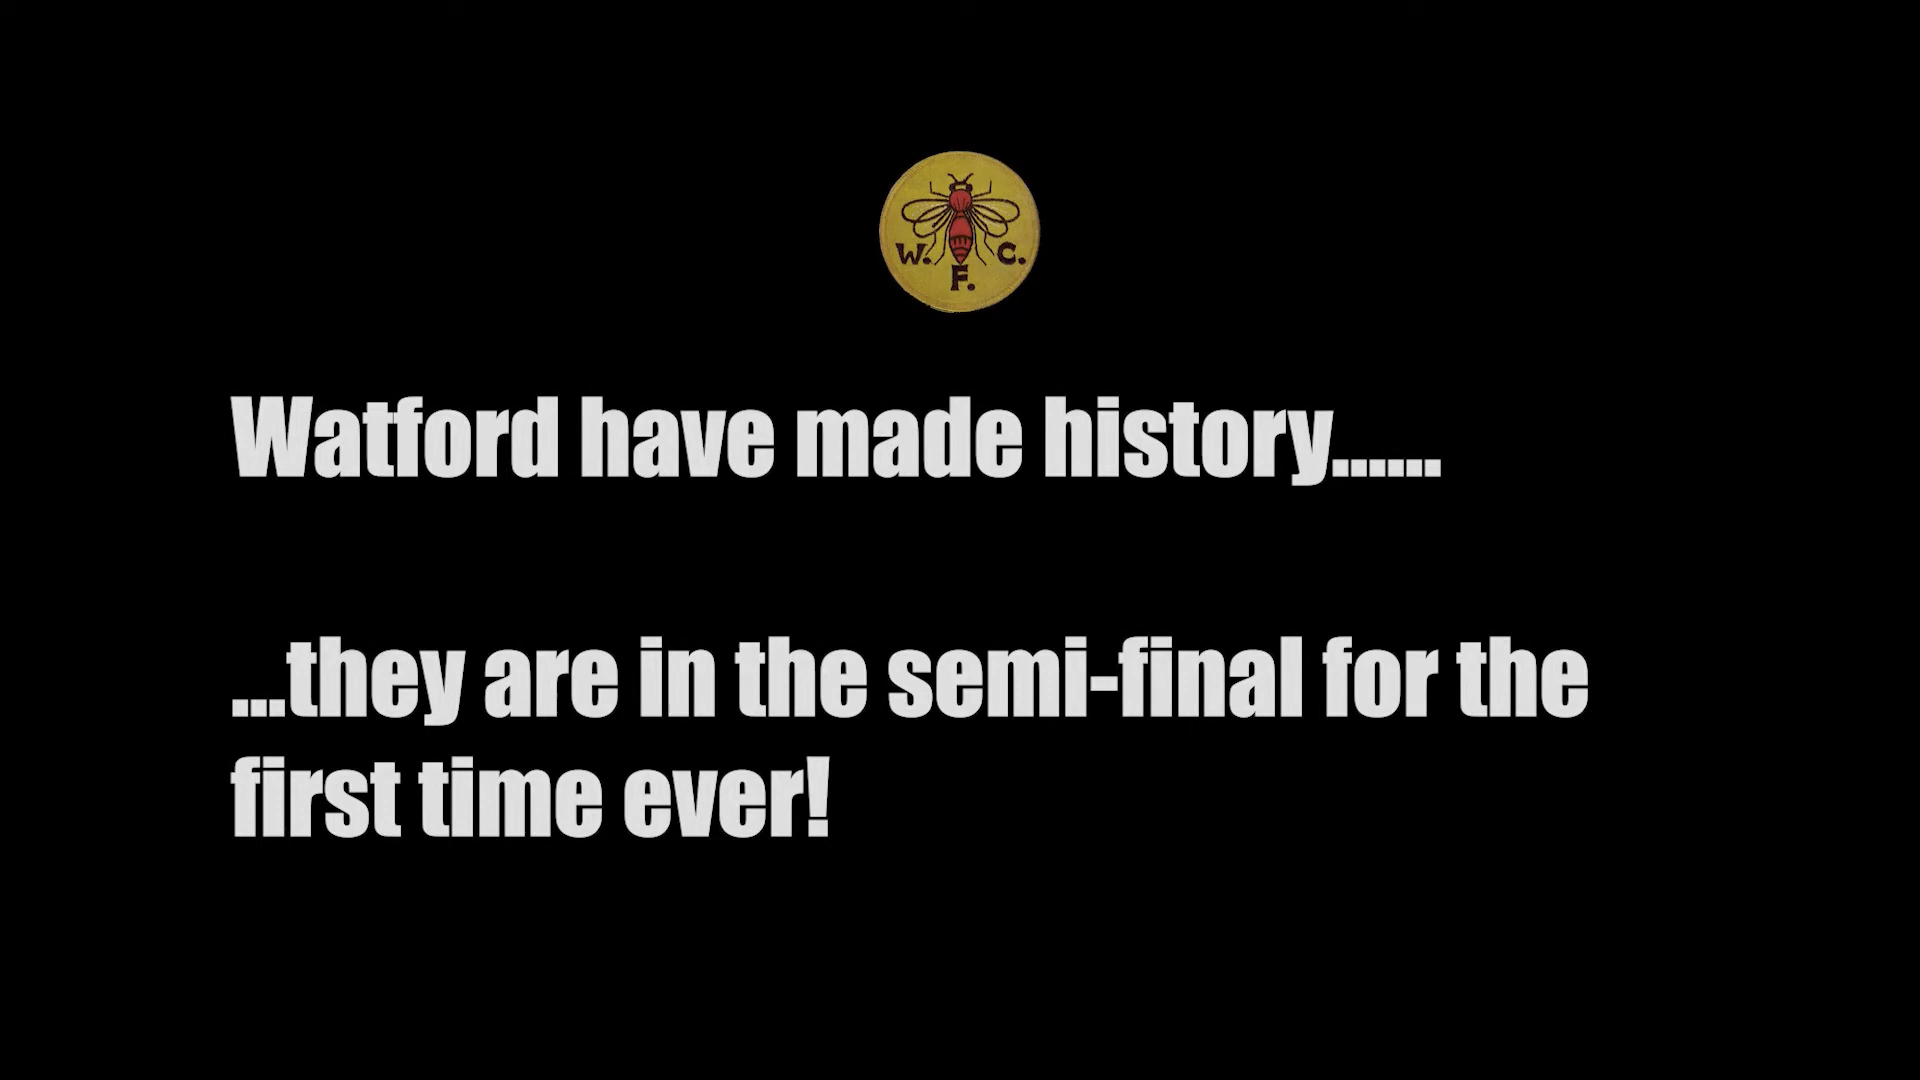 W. F. C.
Watford have made history......
...they are in the semi-final for the
first time ever!